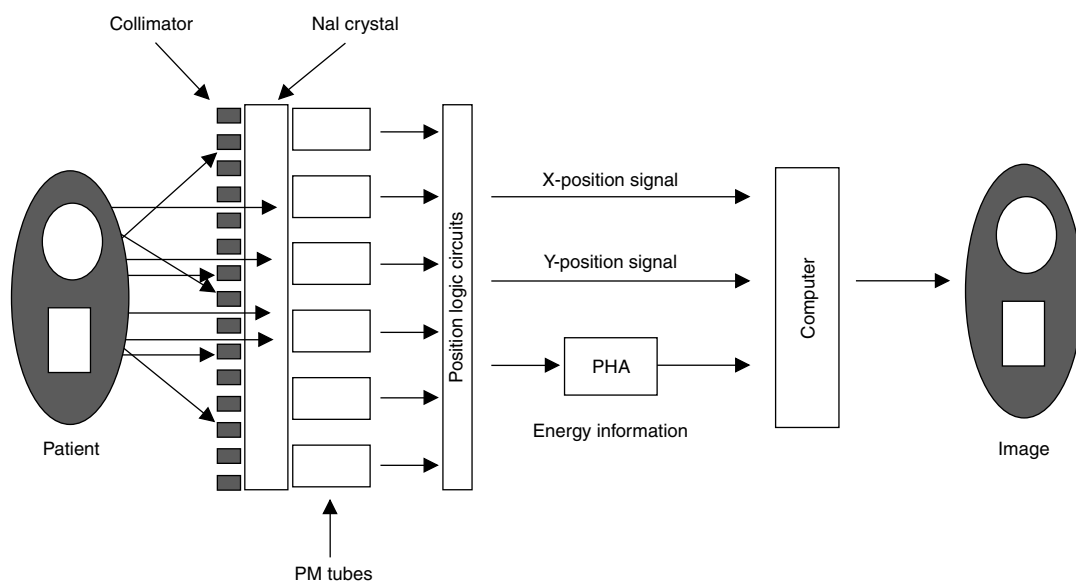 Collimator
NaI crystal
Position logic circuits
X-position signal
Y-position signal
PHA
Energy information
Computer
Patient
Image
PM tubes